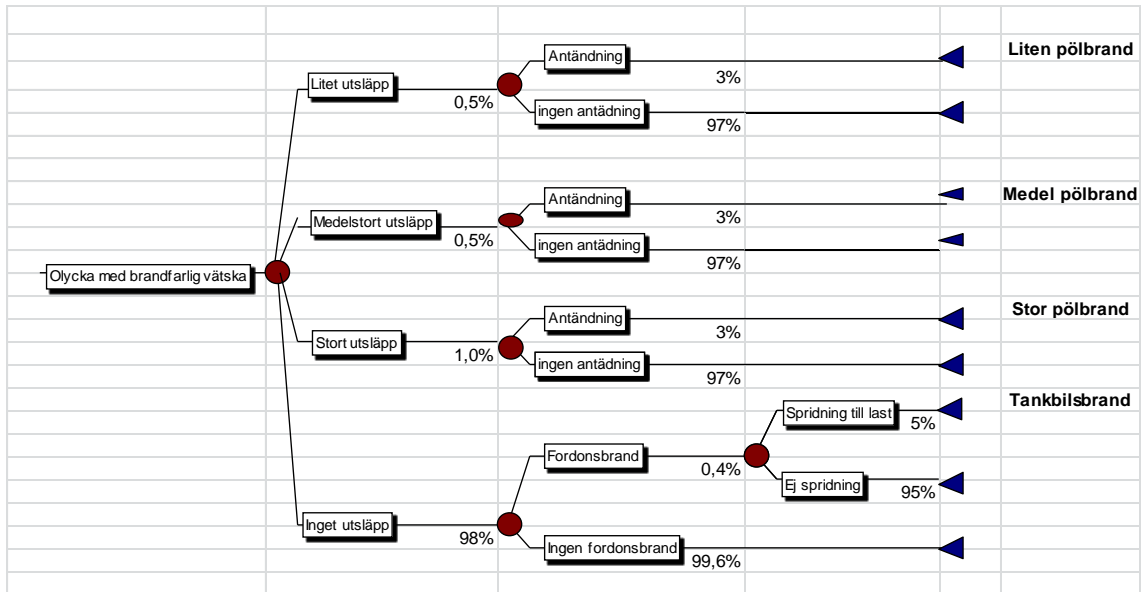 Antändning
Liten pölbrand
3%
Litet utsläpp
0,5%
ingen antädning
97%
Antändning
Medel pölbrand
3%
Medelstort utsläpp
0,5%
ingen antädning
97%
Olycka med brandfarlig vätska
Antändning
Stor pölbrand
3%
Stort utsläpp
1,0%
ingen antädning
97%
Tankbilsbrand
Spridning till last
5%
Fordonsbrand
0,4%
Ej spridning
95%
Inget utsläpp
98%
Ingen fordonsbrand
99,6%